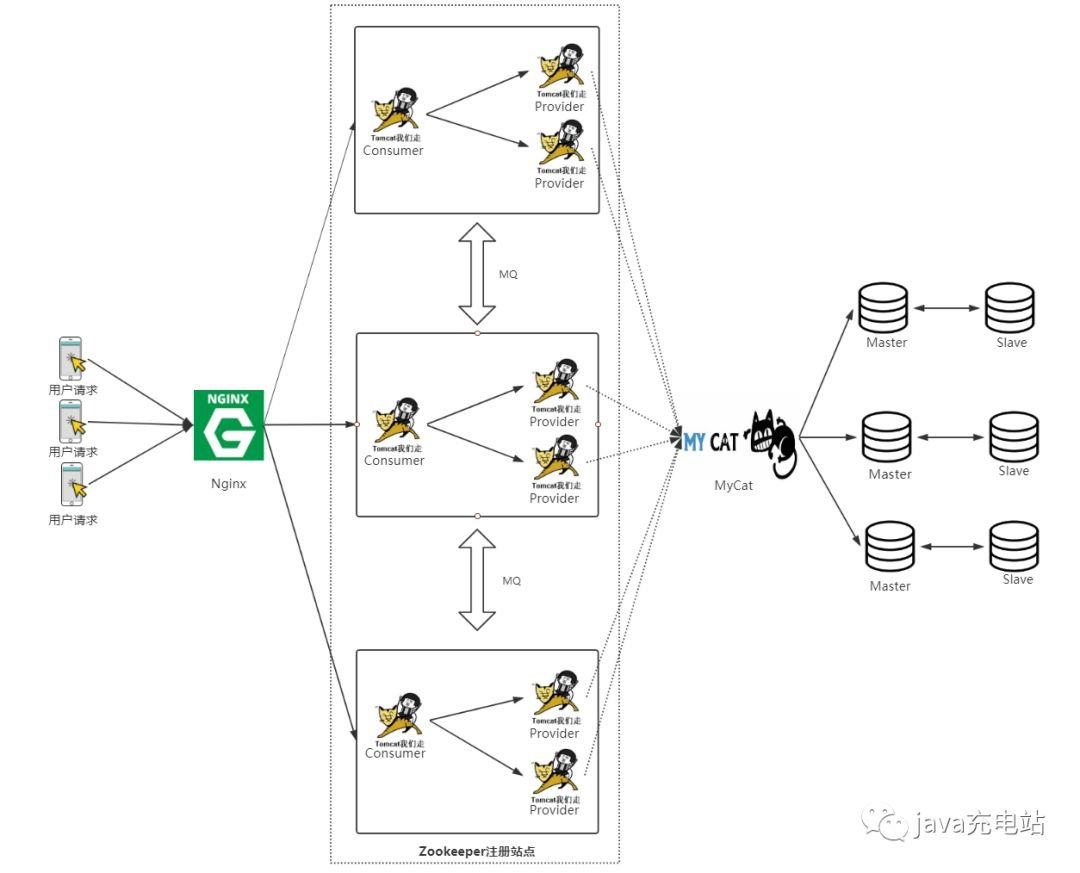 Tomcat我们走
Provider
Tomcat我们走
Consumer
Tomcat我们走
Provider
MQ
用户请求
用户请求
用户请求
NGINX
Nginx
Tomcat我们走
Provider
Tomcat我们走
Consumer
Tomcat我们走
Provider
MY CAT
MyCat
Master
Slave
Master
Slave
Master
Slave
MQ
Tomcat我们走
Provider
Tomcat我们走
Consumer
Tomcat我们走
Provider
Zookeeper注册站点
java充电站